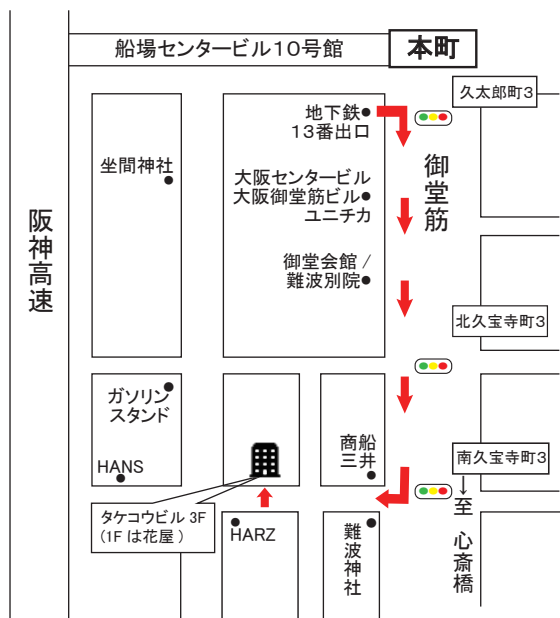 船場センタービル10号館
本町
久太郎町3
地下鉄
13番出口
坐間神社
大阪センタービル
大阪御堂筋ビル
ユニチカ
御堂筋
阪神高速
御堂会館 /
難波別院
北久宝寺町3
ガソリン
スタンド
商船
三井
南久宝寺町3
HANS
↓
至 心斎橋
タケコウビル 3F
(1F は花屋 )
HARZ
難波神社